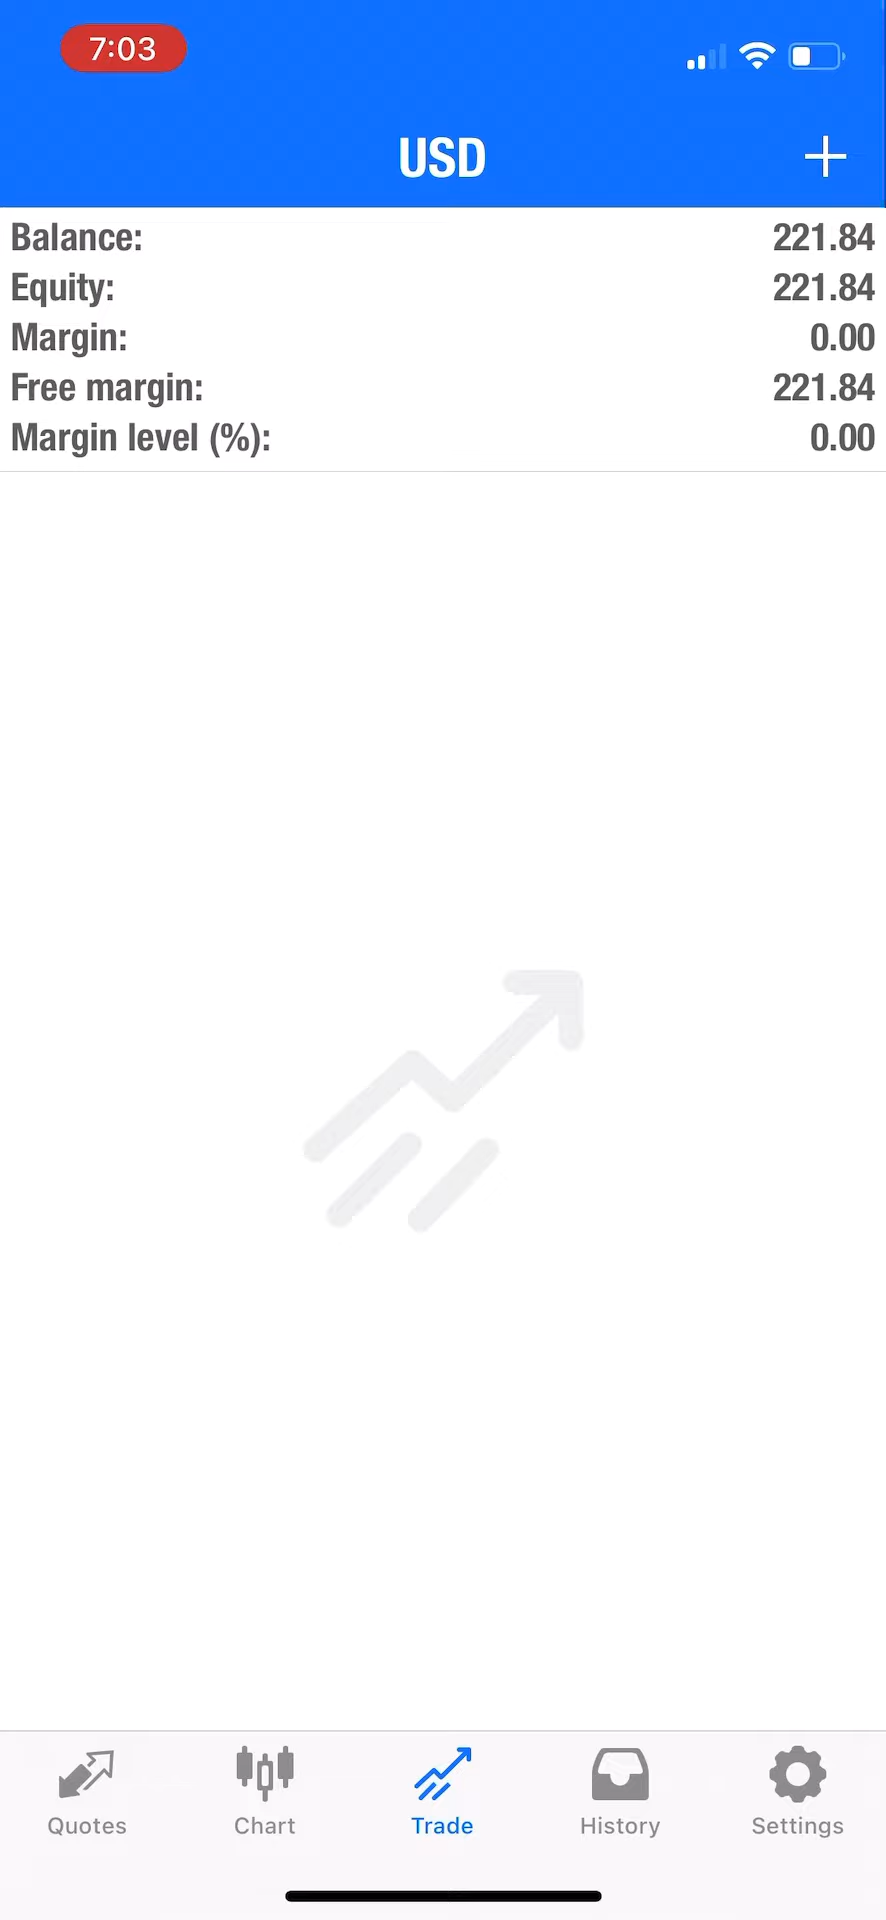 7:03
USD
Balance: 221.84
Equity: 221.84
Margin: 0.00
Free margin: 221.84
Margin level (%): 0.00
Quotes Chart Trade History Settings